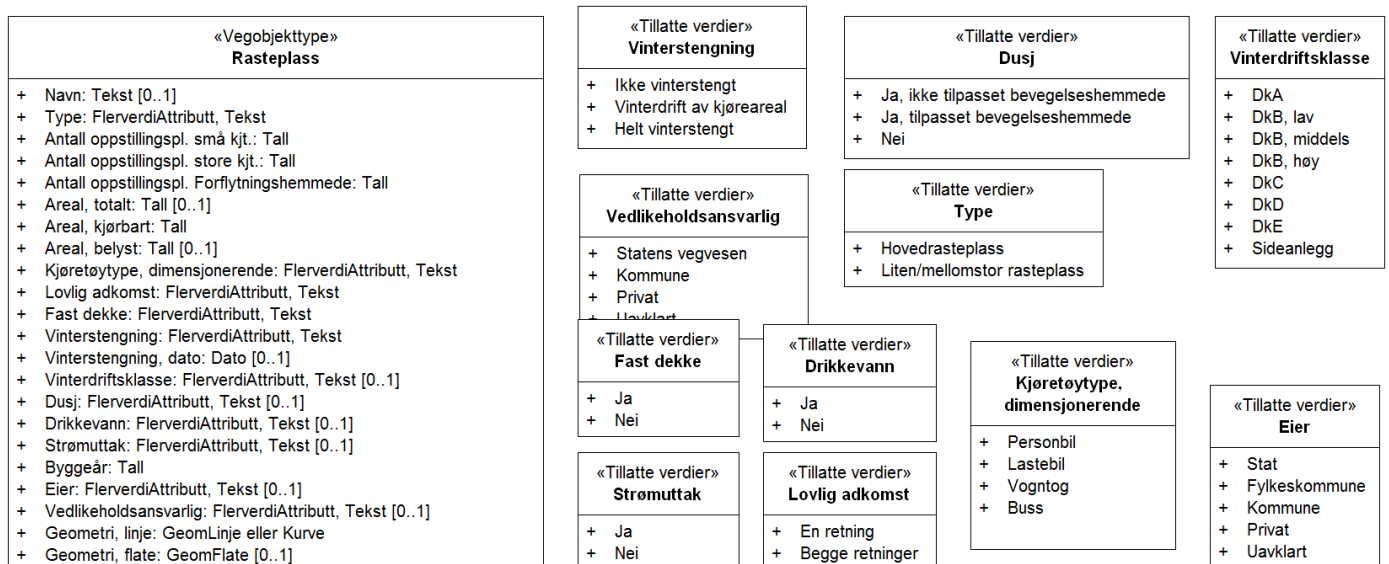 «Vegobjekttype»
Rasteplass
+ Navn: Tekst [0..1]
+ Type: FlerverdiAttributt, Tekst
+ Antall oppstillingspl. små kjt.: Tall
+ Antall oppstillingspl. store kjt.: Tall
+ Antall oppstillingspl. Forflytningshemmede: Tall
+ Areal, totalt: Tall [0..1]
+ Areal, kjørbart: Tall
+ Areal, belyst: Tall [0..1]
+ Kjøretøytype, dimensjonerende: FlerverdiAttributt, Tekst
+ Lovlig adkomst: FlerverdiAttributt, Tekst
+ Fast dekke: FlerverdiAttributt, Tekst
+ Vinterstengning: FlerverdiAttributt, Tekst
+ Vinterstengning, dato: Dato [0..1]
+ Vinterdriftsklasse: FlerverdiAttributt, Tekst [0..1]
+ Dusj: FlerverdiAttributt, Tekst [0..1]
+ Drikkevann: FlerverdiAttributt, Tekst [0..1]
+ Strømuttak: FlerverdiAttributt, Tekst [0..1]
+ Byggeår: Tall
+ Eier: FlerverdiAttributt, Tekst [0..1]
+ Vedlikeholdsansvarlig: FlerverdiAttributt, Tekst [0..1]
+ Geometri, linje: GeomLinje eller Kurve
+ Geometri, flate: GeomFlate [0..1]
«Tillatte verdier»
Vinterstengning
+ Ikke vinterstengt
+ Vinterdrift av kjøreareal
+ Helt vinterstengt
«Tillatte verdier»
Dusj
+ Ja, ikke tilpasset bevegelseshemmede
+ Ja, tilpasset bevegelseshemmede
+ Nei
«Tillatte verdier»
Vinterdriftsklasse
+ DkA
+ DkB, lav
+ DkB, middels
+ DkB, høy
+ DkC
+ DkD
+ DkE
+ Sideanlegg
«Tillatte verdier»
Vedlikeholdsansvarlig
+ Statens vegvesen
+ Kommune
+ Privat
+ Uavklart
«Tillatte verdier»
Type
+ Hovedrasteplass
+ Liten/mellomstor rasteplass
«Tillatte verdier»
Fast dekke
+ Ja
+ Nei
«Tillatte verdier»
Drikkevann
+ Ja
+ Nei
«Tillatte verdier»
Kjøretøytype,
dimensjonerende
+ Personbil
+ Lastebil
+ Vogntog
+ Buss
«Tillatte verdier»
Eier
+ Stat
+ Fylkeskommune
+ Kommune
+ Privat
+ Uavklart
«Tillatte verdier»
Strømuttak
+ Ja
+ Nei
«Tillatte verdier»
Lovlig adkomst
+ En retning
+ Begge retninger